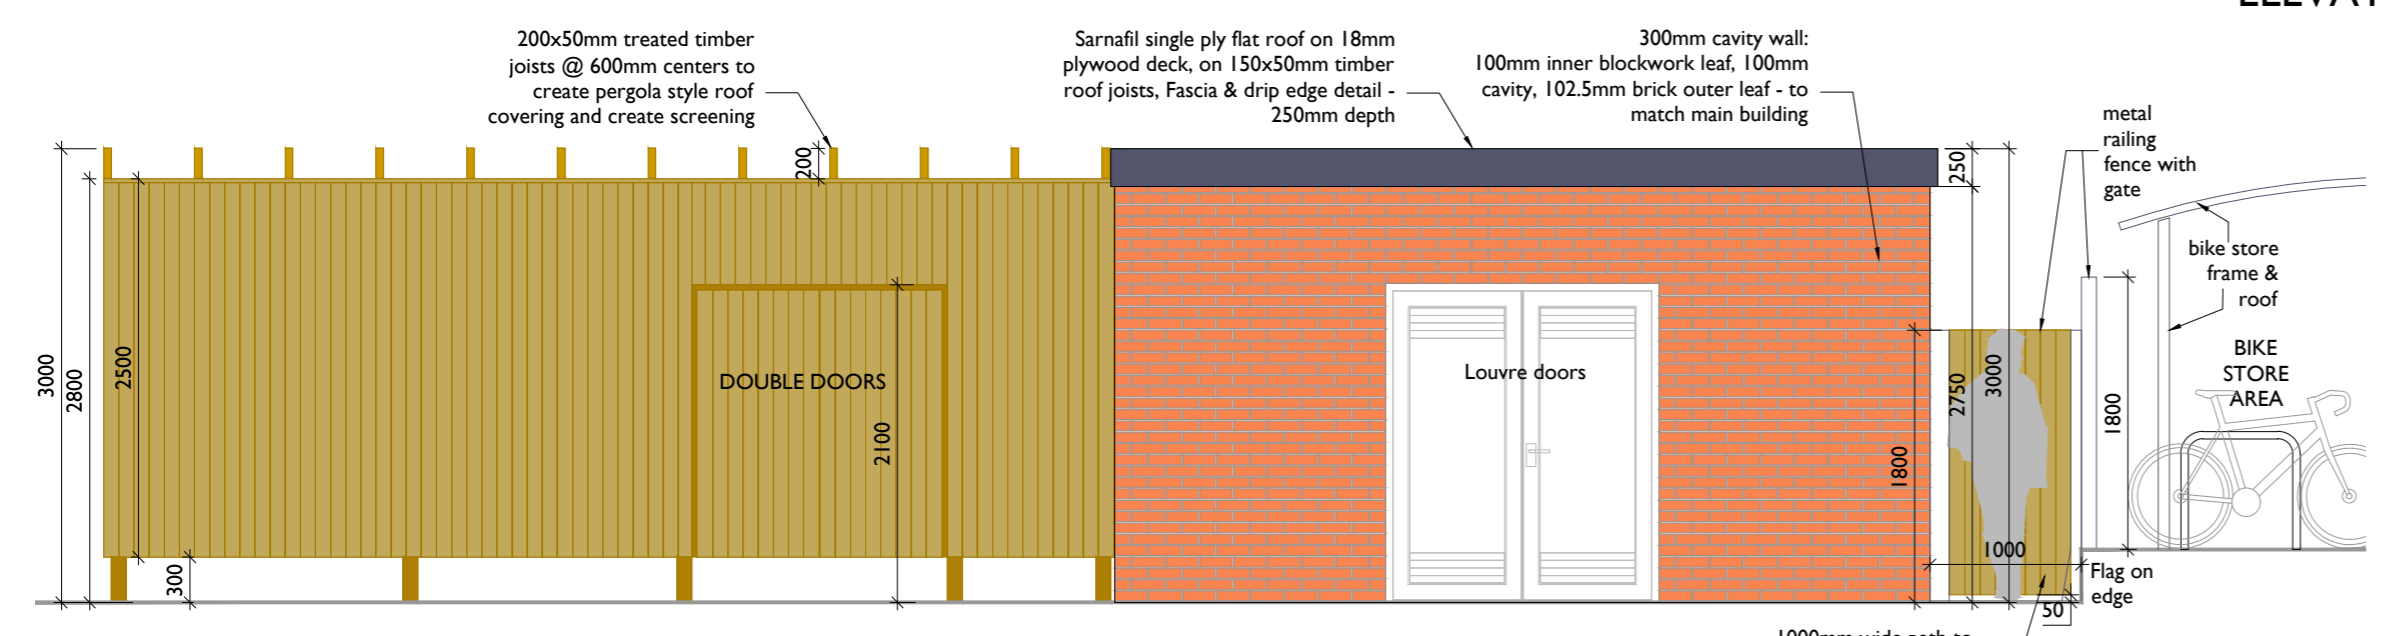 200x50mm treated timber
joists @ 600mm centers to
create pergola style roof
covering and create screening
Sarnafil single ply flat roof on 18mm
plywood deck, on 150x50mm timber
roof joists, Fascia & drip edge detail -
250mm depth
300mm cavity wall:
100mm inner blockwork leaf, 100mm
cavity, 102.5mm brick outer leaf - to
match main building
metal
railing
fence with
gate
bike store
frame &
roof
BIKE
STORE
AREA
3000
2800
2500
300
200
DOUBLE DOORS
2100
Louvre doors
250
2750
3000
1800
1000
1800
Flag on
edge
50